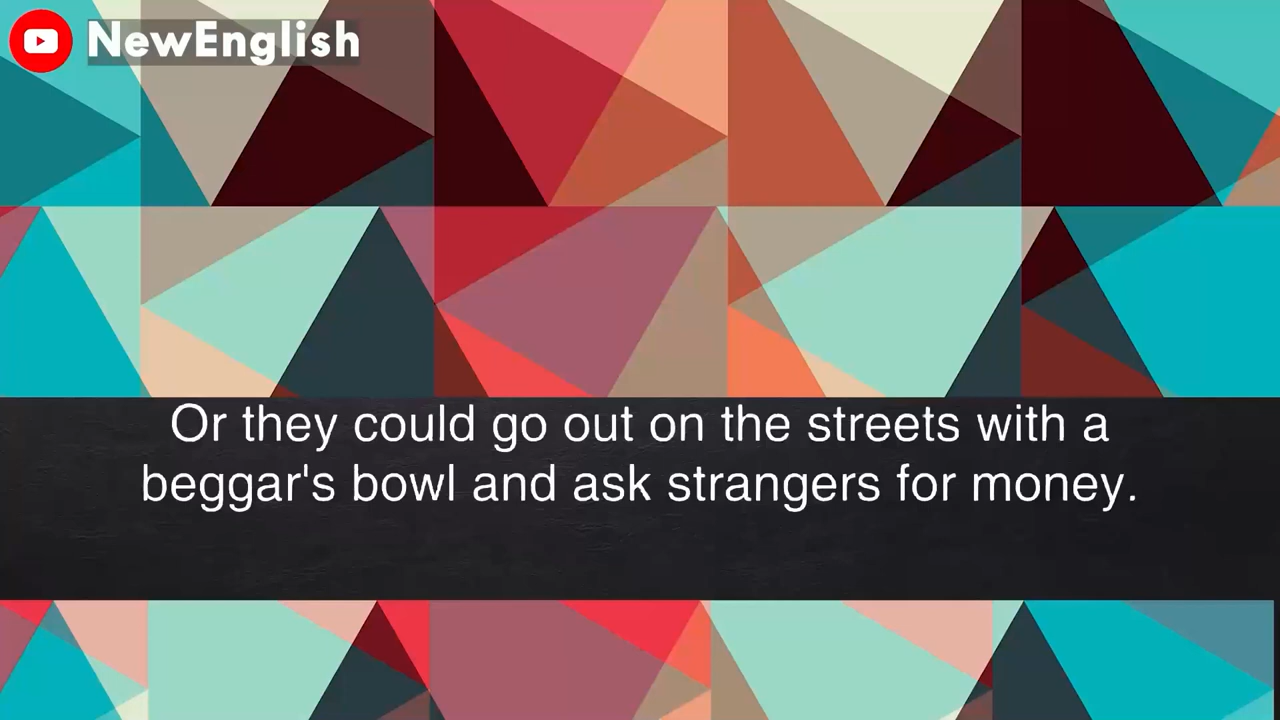 NewEnglish
Or they could go out on the streets with a
beggar's bowl and ask strangers for money.